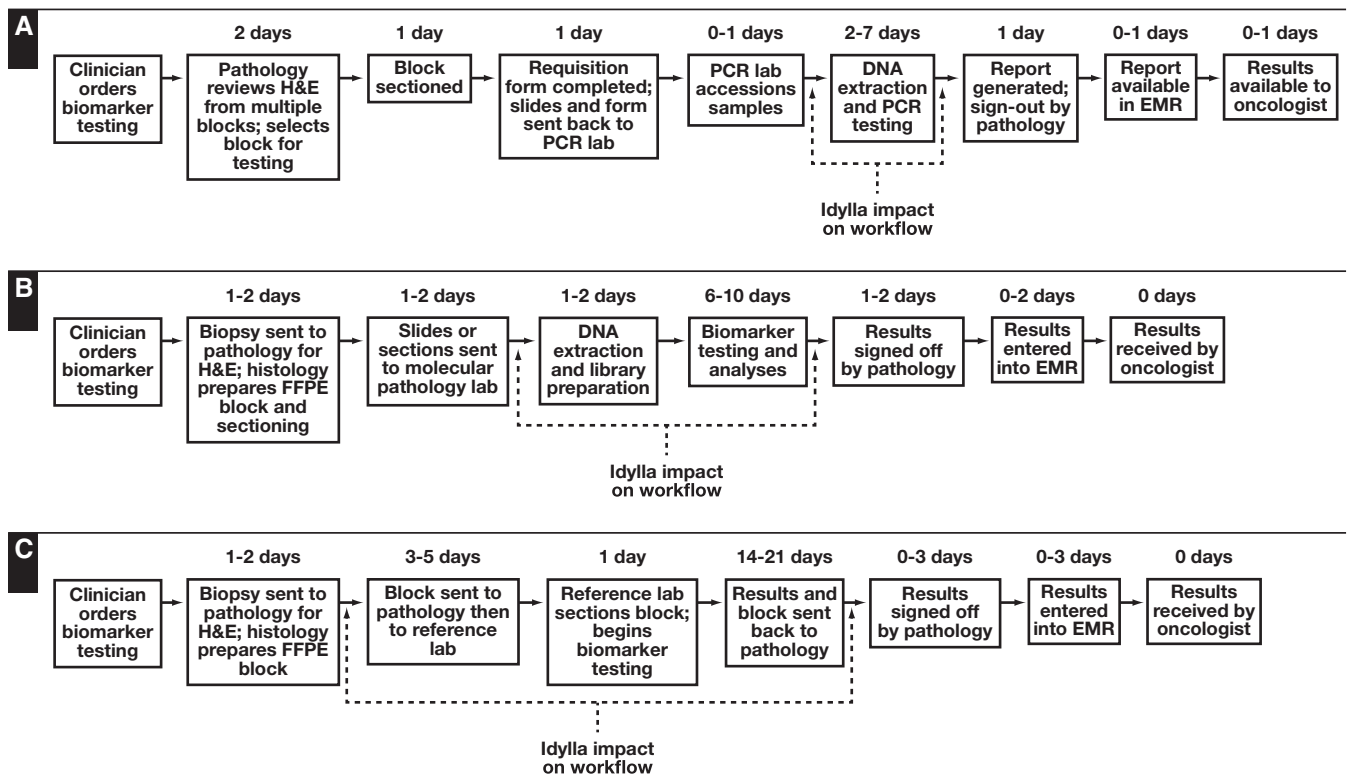 A
2 days
1 day
1 day
0-1 days
2-7 days
1 day
0-1 days
0-1 days
Clinician
orders
biomarker
testing
Pathology
reviews H&E
from multiple
blocks; selects
block for
testing
Block
sectioned
Requisition
form completed;
slides and form
sent back to
PCR lab
PCR lab
accessions
samples
DNA
extraction
and PCR
testing
Report
generated;
sign-out by
pathology
Report
available
in EMR
Results
available to
oncologist
Idylla impact
on workflow
B
1-2 days
1-2 days
1-2 days
6-10 days
1-2 days
0-2 days
0 days
Clinician
orders
biomarker
testing
Biopsy sent to
pathology for
H&E; histology
prepares FFPE
block and
sectioning
Slides or
sections sent
to molecular
pathology lab
DNA
extraction
and library
preparation
Biomarker
testing and
analyses
Results
signed off
by pathology
Results
entered
into EMR
Results
received by
oncologist
Idylla impact
on workflow
C
1-2 days
3-5 days
1 day
14-21 days
0-3 days
0-3 days
0 days
Clinician
orders
biomarker
testing
Biopsy sent to
pathology for
H&E; histology
prepares FFPE
block
Block sent to
pathology then
to reference
lab
Reference lab
sections block;
begins
biomarker
testing
Results and
block sent
back to
pathology
Results
signed off
by pathology
Results
entered
into EMR
Results
received by
oncologist
Idylla impact
on workflow